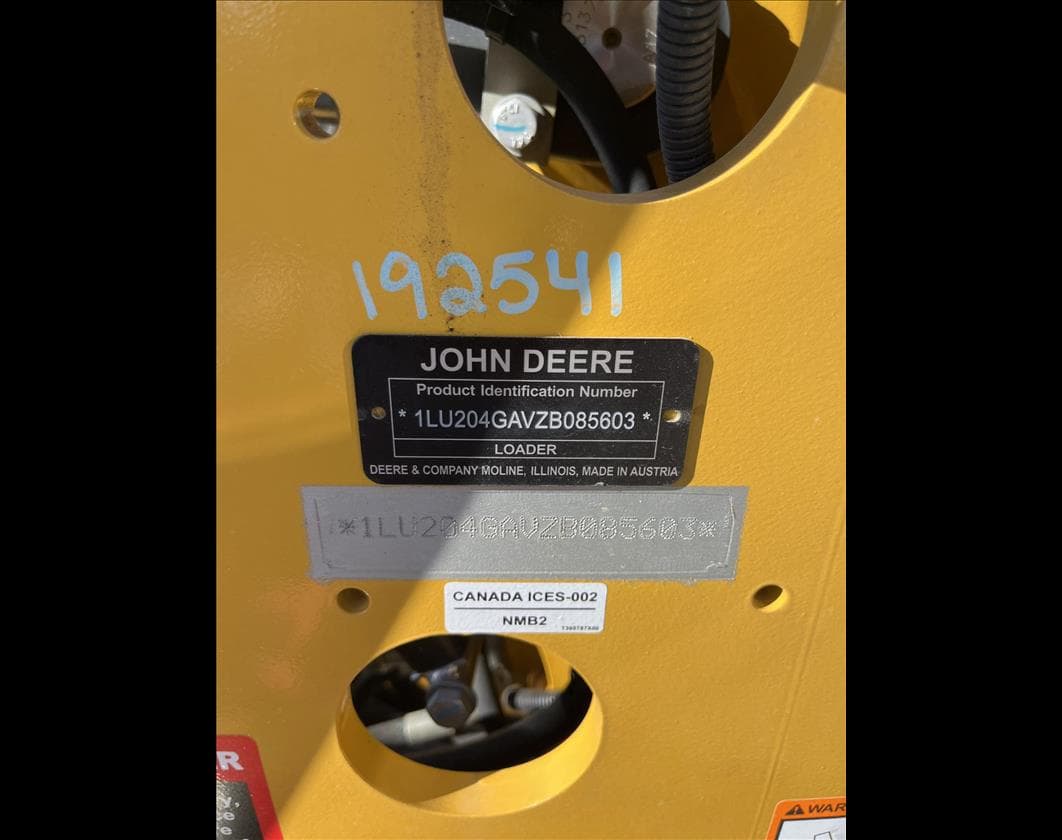 192541
JOHN DEERE
Product Identification Number
* 1LU204GAVZB085603 *
LOADER
DEERE & COMPANY MOLINE, ILLINOIS, MADE IN AUSTRIA
*1LU204GAVZB085603*
CANADA ICES-002
NMB2
R
WAR